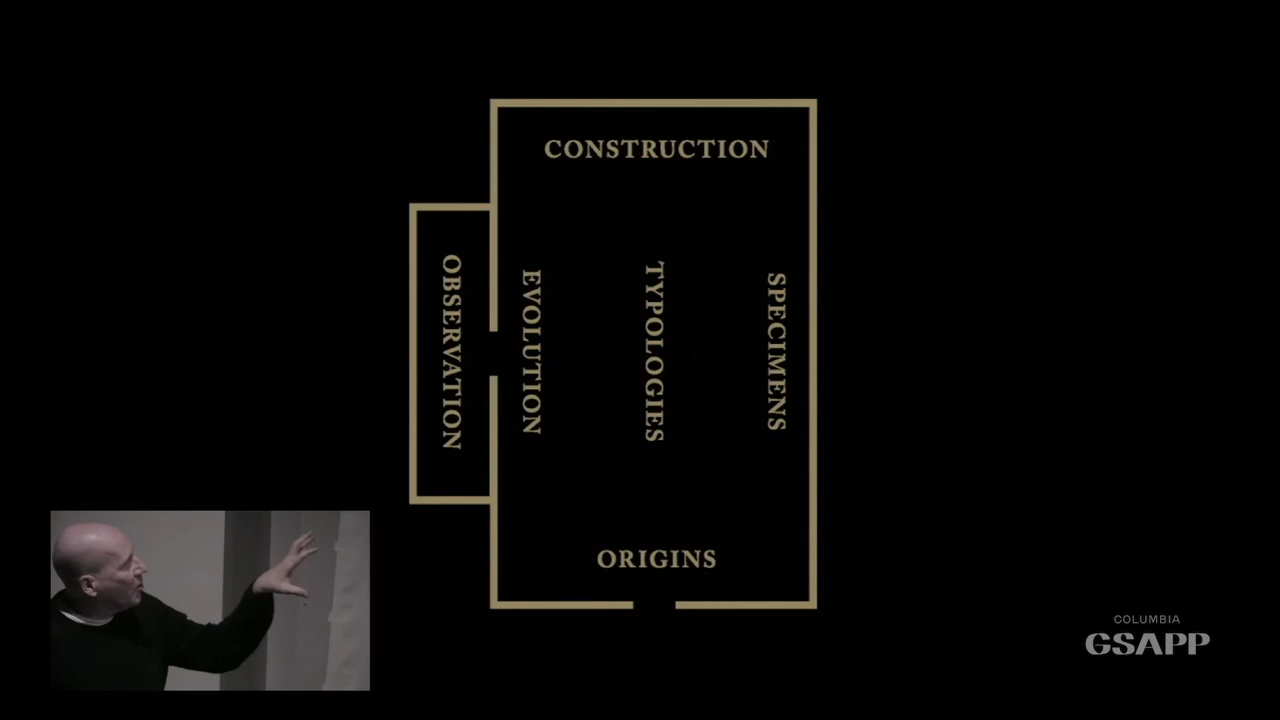 CONSTRUCTION
OBSERVATION
EVOLUTION
TYPOLOGIES
SPECIMENS
ORIGINS
COLUMBIA
GSAPP